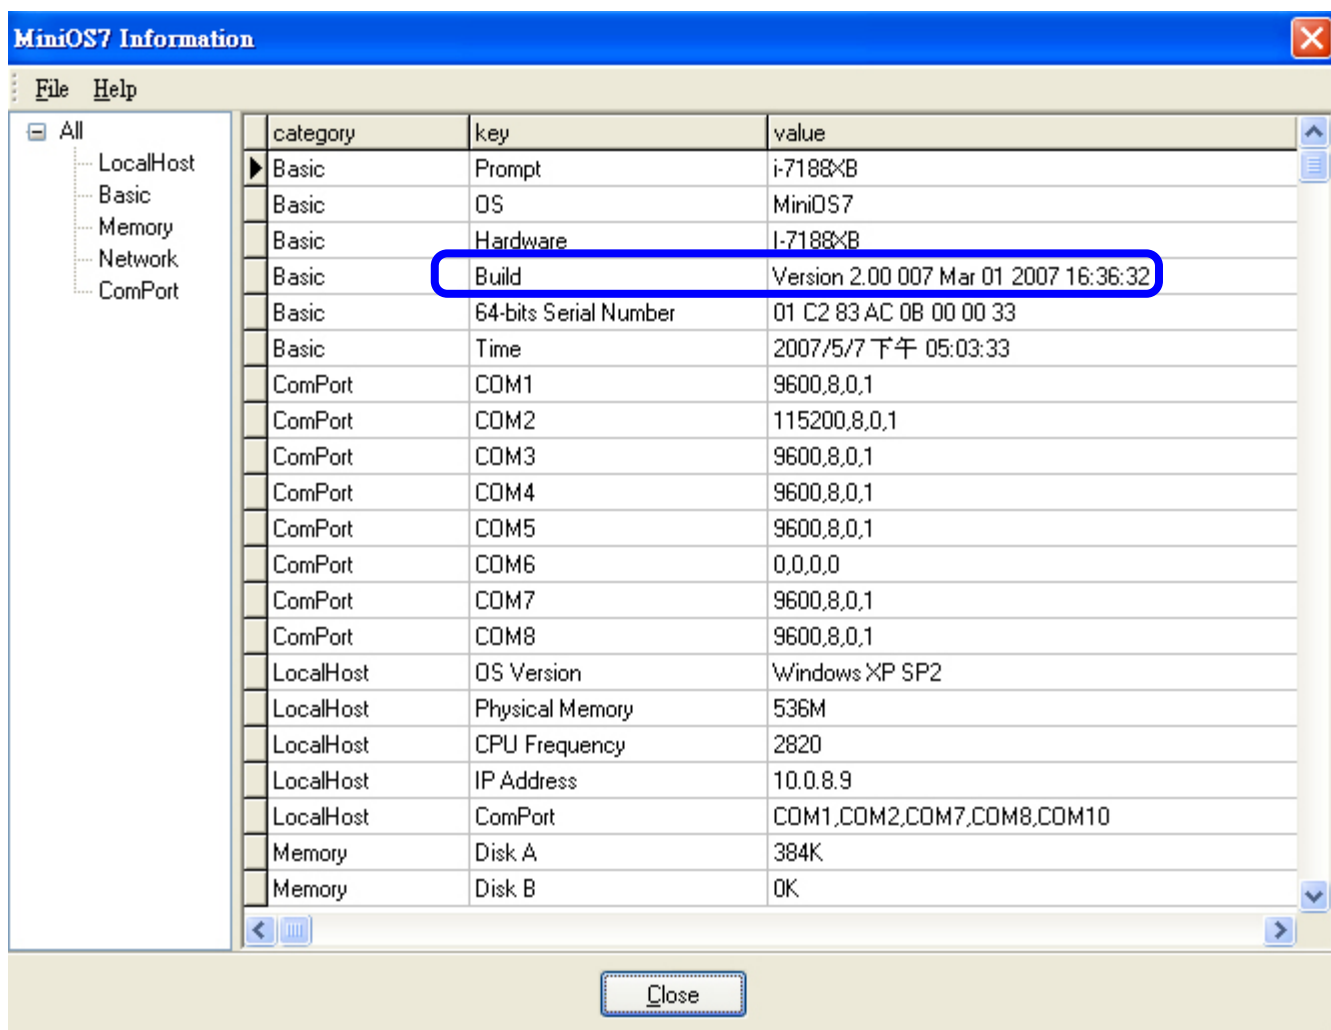 MiniOS7 Information
File Help
All
LocalHost
Basic
Memory
Network
ComPort
category key value
Basic Prompt i-7188XB
Basic OS MiniOS7
Basic Hardware I-7188XB
Basic Build Version 2.00 007 Mar 01 2007 16:36:32
Basic 64-bits Serial Number 01 C2 83 AC 0B 00 00 33
Basic Time 2007/5/7 下午 05:03:33
ComPort COM1 9600,8,0,1
ComPort COM2 115200,8,0,1
ComPort COM3 9600,8,0,1
ComPort COM4 9600,8,0,1
ComPort COM5 9600,8,0,1
ComPort COM6 0,0,0,0
ComPort COM7 9600,8,0,1
ComPort COM8 9600,8,0,1
LocalHost OS Version Windows XP SP2
LocalHost Physical Memory 536M
LocalHost CPU Frequency 2820
LocalHost IP Address 10.0.8.9
LocalHost ComPort COM1,COM2,COM7,COM8,COM10
Memory Disk A 384K
Memory Disk B 0K
Close